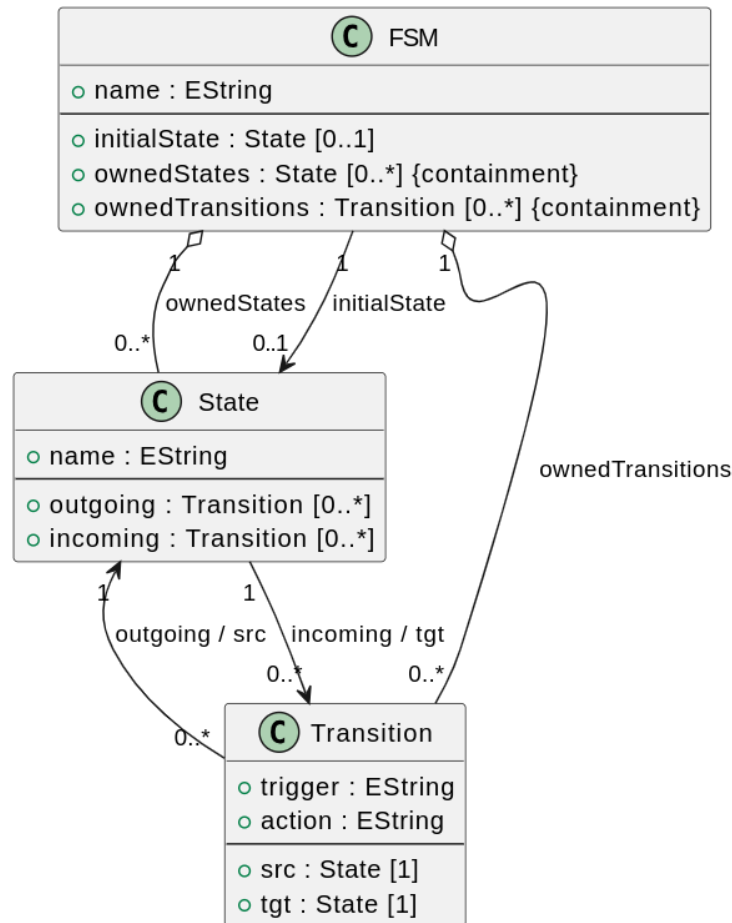 C FSM
name : EString
initialState : State [0..1]
ownedStates : State [0..*] {containment}
ownedTransitions : Transition [0..*] {containment}
1 1 1
ownedStates initialState
0..* 0..1
C State
name : EString
outgoing : Transition [0..*]
incoming : Transition [0..*]
ownedTransitions
1 1
outgoing / src incoming / tgt
0..* 0..*
0..*
C Transition
trigger : EString
action : EString
src : State [1]
tgt : State [1]